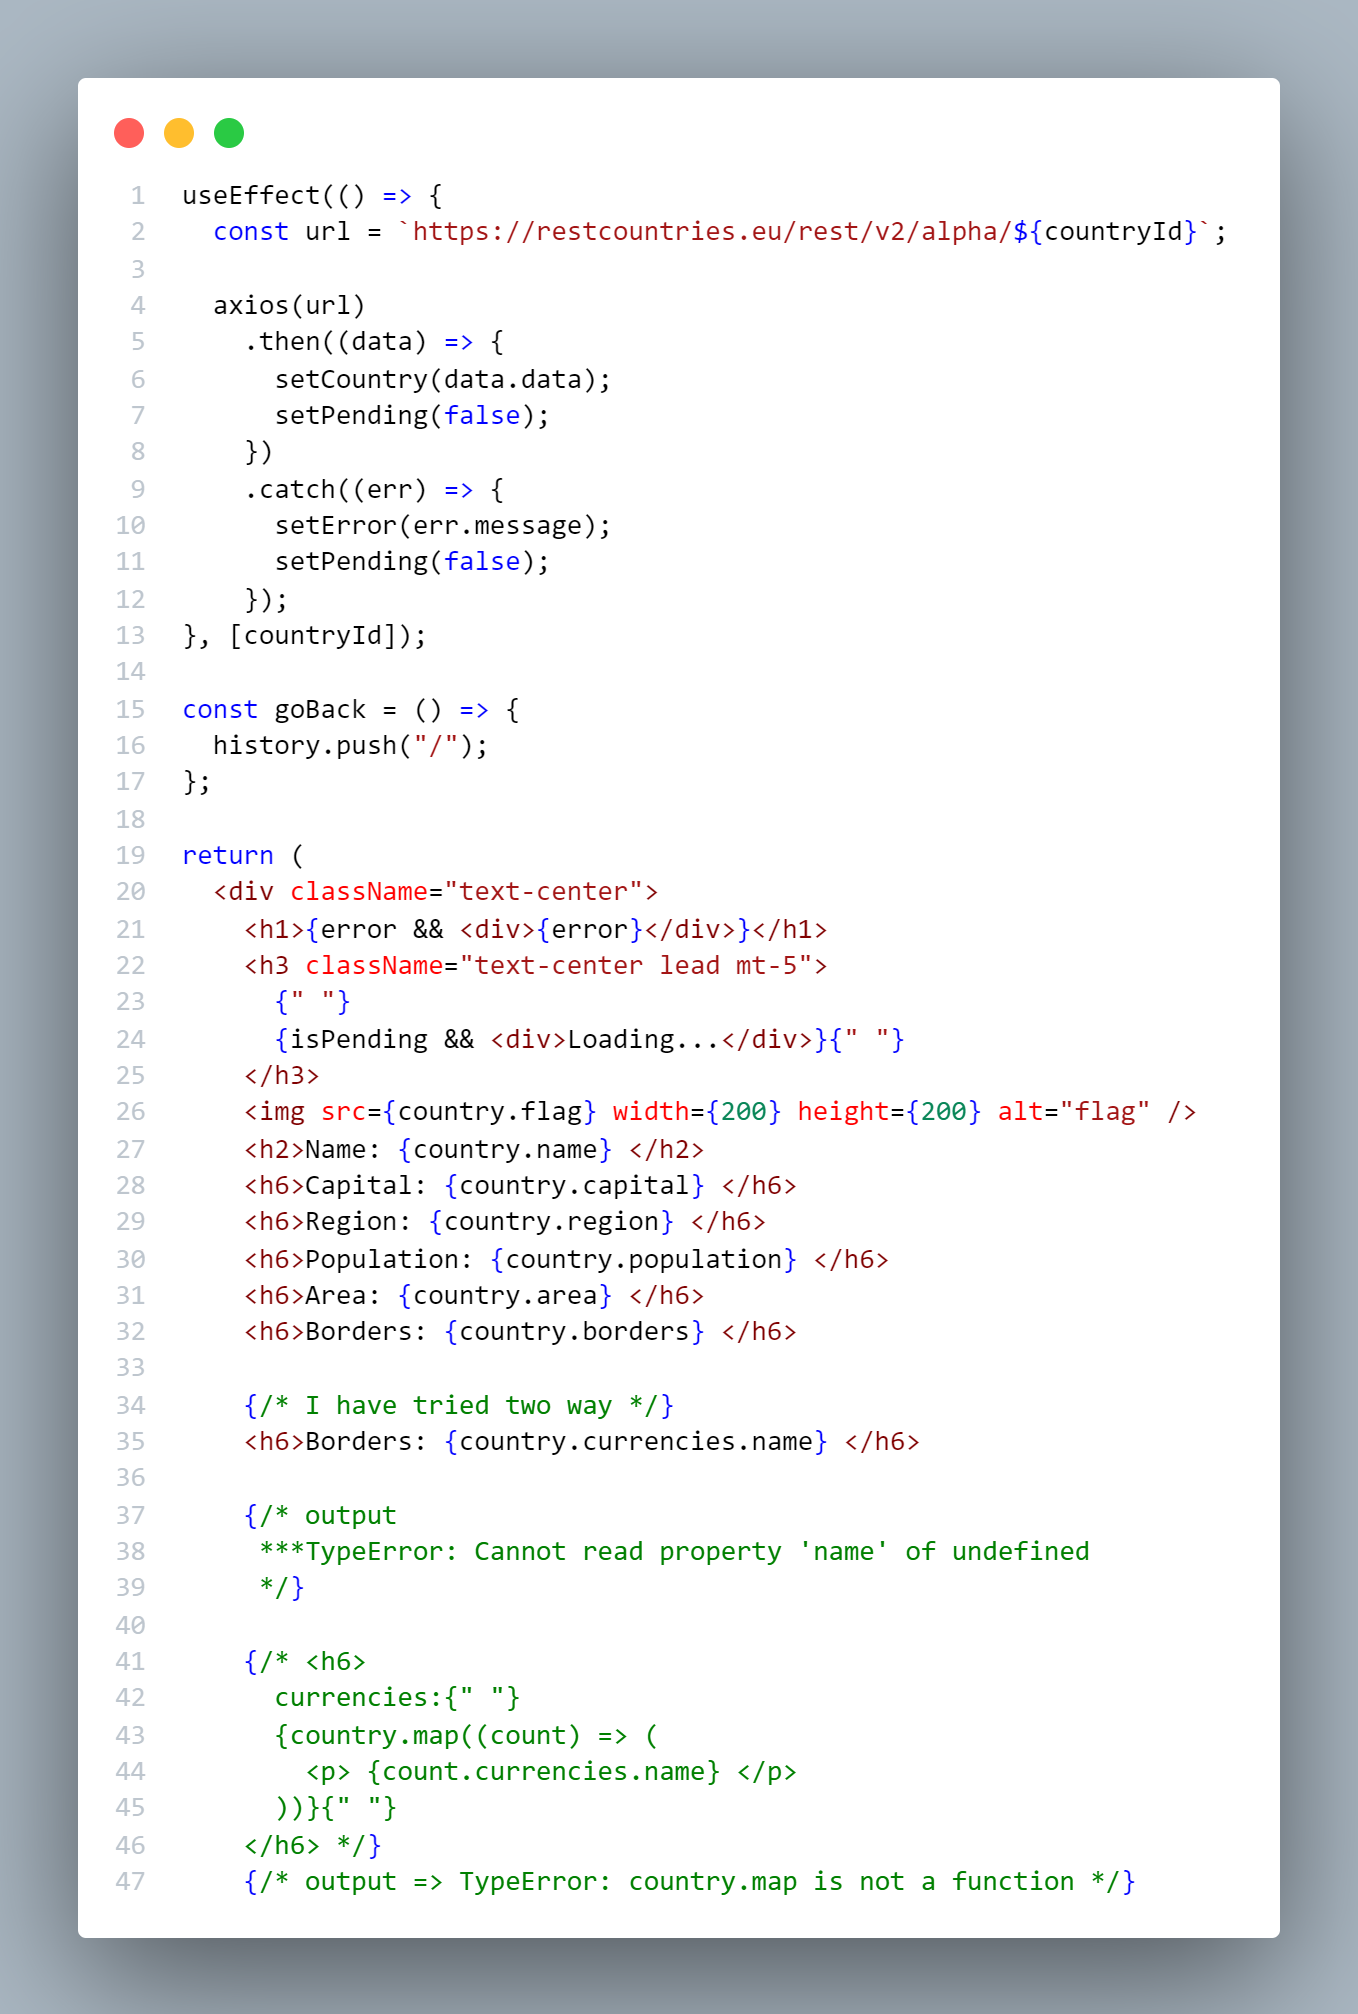 1 useEffect(() => {
2   const url = `https://restcountries.eu/rest/v2/alpha/${countryId}`;
3
4   axios(url)
5     .then((data) => {
6       setCountry(data.data);
7       setPending(false);
8     })
9     .catch((err) => {
10       setError(err.message);
11       setPending(false);
12     });
13 }, [countryId]);
14
15 const goBack = () => {
16   history.push("/");
17 };
18
19 return (
20   <div className="text-center">
21     <h1>{error && <div>{error}</div>}</h1>
22     <h3 className="text-center lead mt-5">
23       {" "}
24       {isPending && <div>Loading...</div>}{" "}
25     </h3>
26     <img src={country.flag} width={200} height={200} alt="flag" />
27     <h2>Name: {country.name} </h2>
28     <h6>Capital: {country.capital} </h6>
29     <h6>Region: {country.region} </h6>
30     <h6>Population: {country.population} </h6>
31     <h6>Area: {country.area} </h6>
32     <h6>Borders: {country.borders} </h6>
33
34     {/* I have tried two way */}
35     <h6>Borders: {country.currencies.name} </h6>
36
37     {/* output
38      ***TypeError: Cannot read property 'name' of undefined
39      */}
40
41     {/* <h6>
42       currencies:{" "}
43       {country.map((count) => (
44         <p> {count.currencies.name} </p>
45       ))}{" "}
46     </h6> */}
47     {/* output => TypeError: country.map is not a function */}